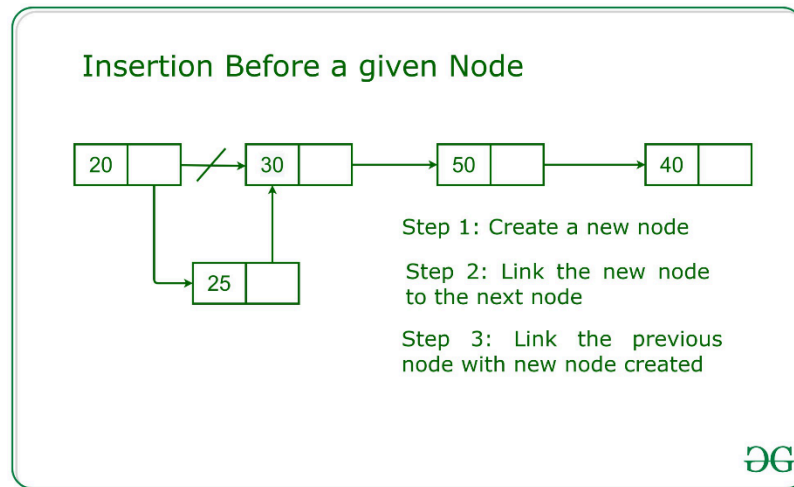 Insertion Before a given Node
20 30 50 40
Step 1: Create a new node
Step 2: Link the new node
to the next node
25
Step 3: Link the previous
node with new node created